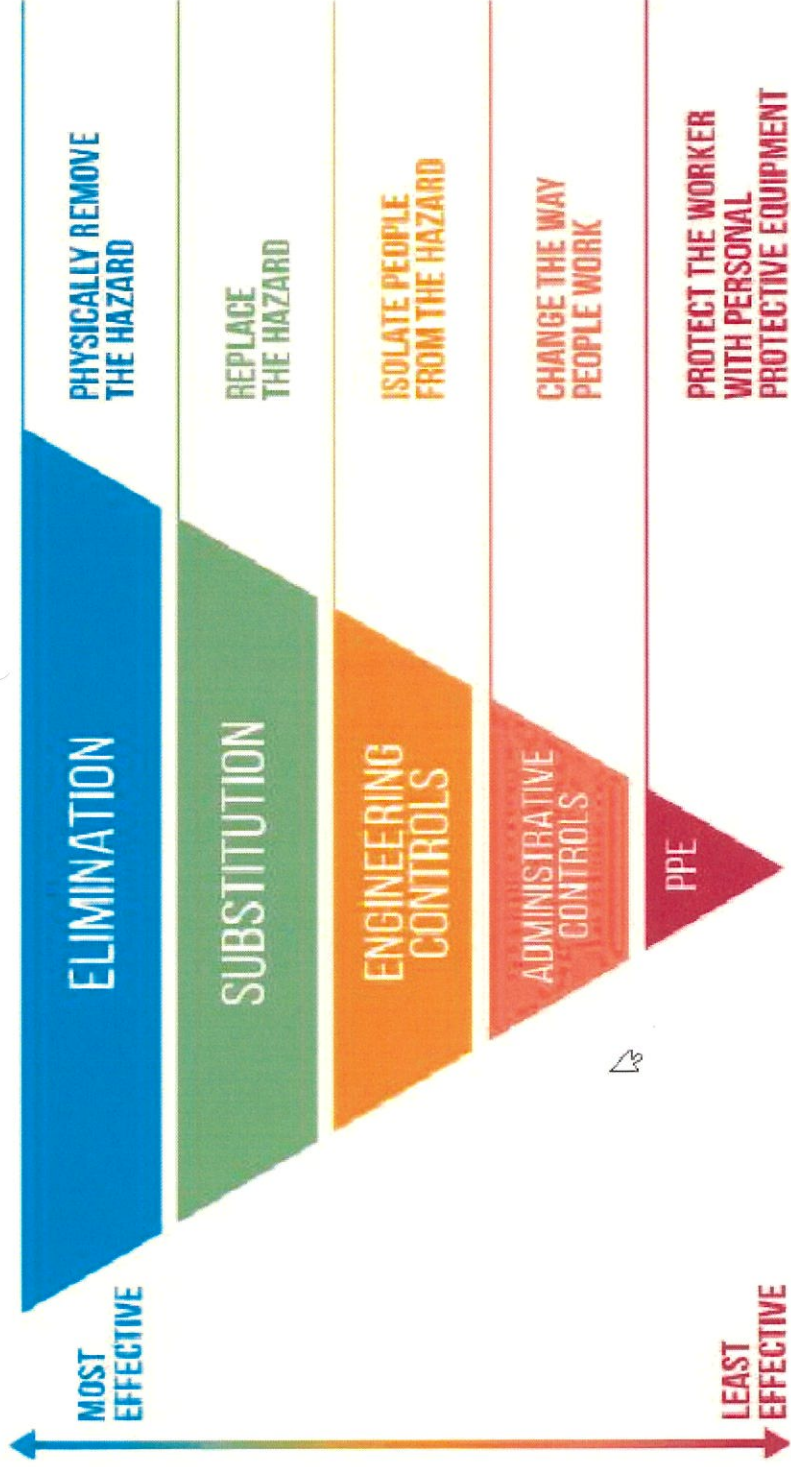 MOST
EFFECTIVE
ELIMINATION
PHYSICALLY REMOVE
THE HAZARD
SUBSTITUTION
REPLACE
THE HAZARD
ENGINEERING
CONTROLS
ISOLATE PEOPLE
FROM THE HAZARD
ADMINISTRATIVE
CONTROLS
CHANGE THE WAY
PEOPLE WORK
LEAST
EFFECTIVE
PPE
PROTECT THE WORKER
WITH PERSONAL
PROTECTIVE EQUIPMENT